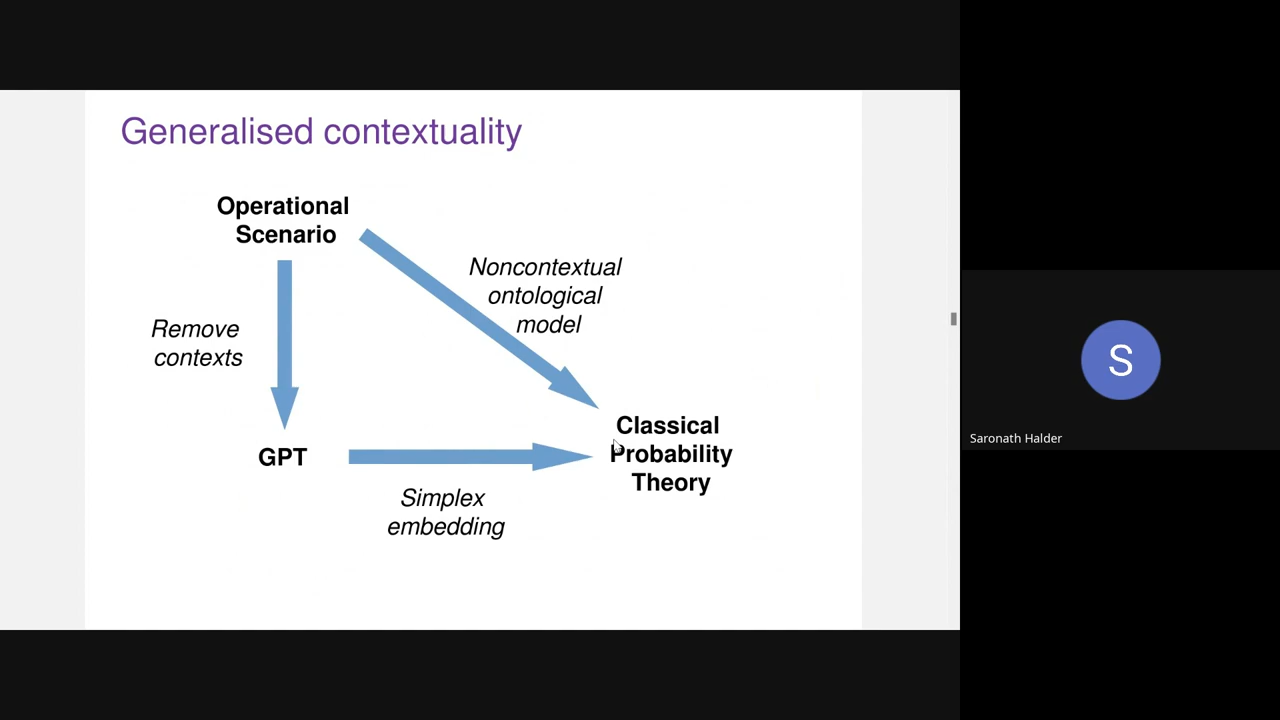 Generalised contextuality
Operational
Scenario
Noncontextual
ontological
model
Remove
contexts
Classical
Probability
Theory
GPT
Simplex
embedding
S
Saronath Halder